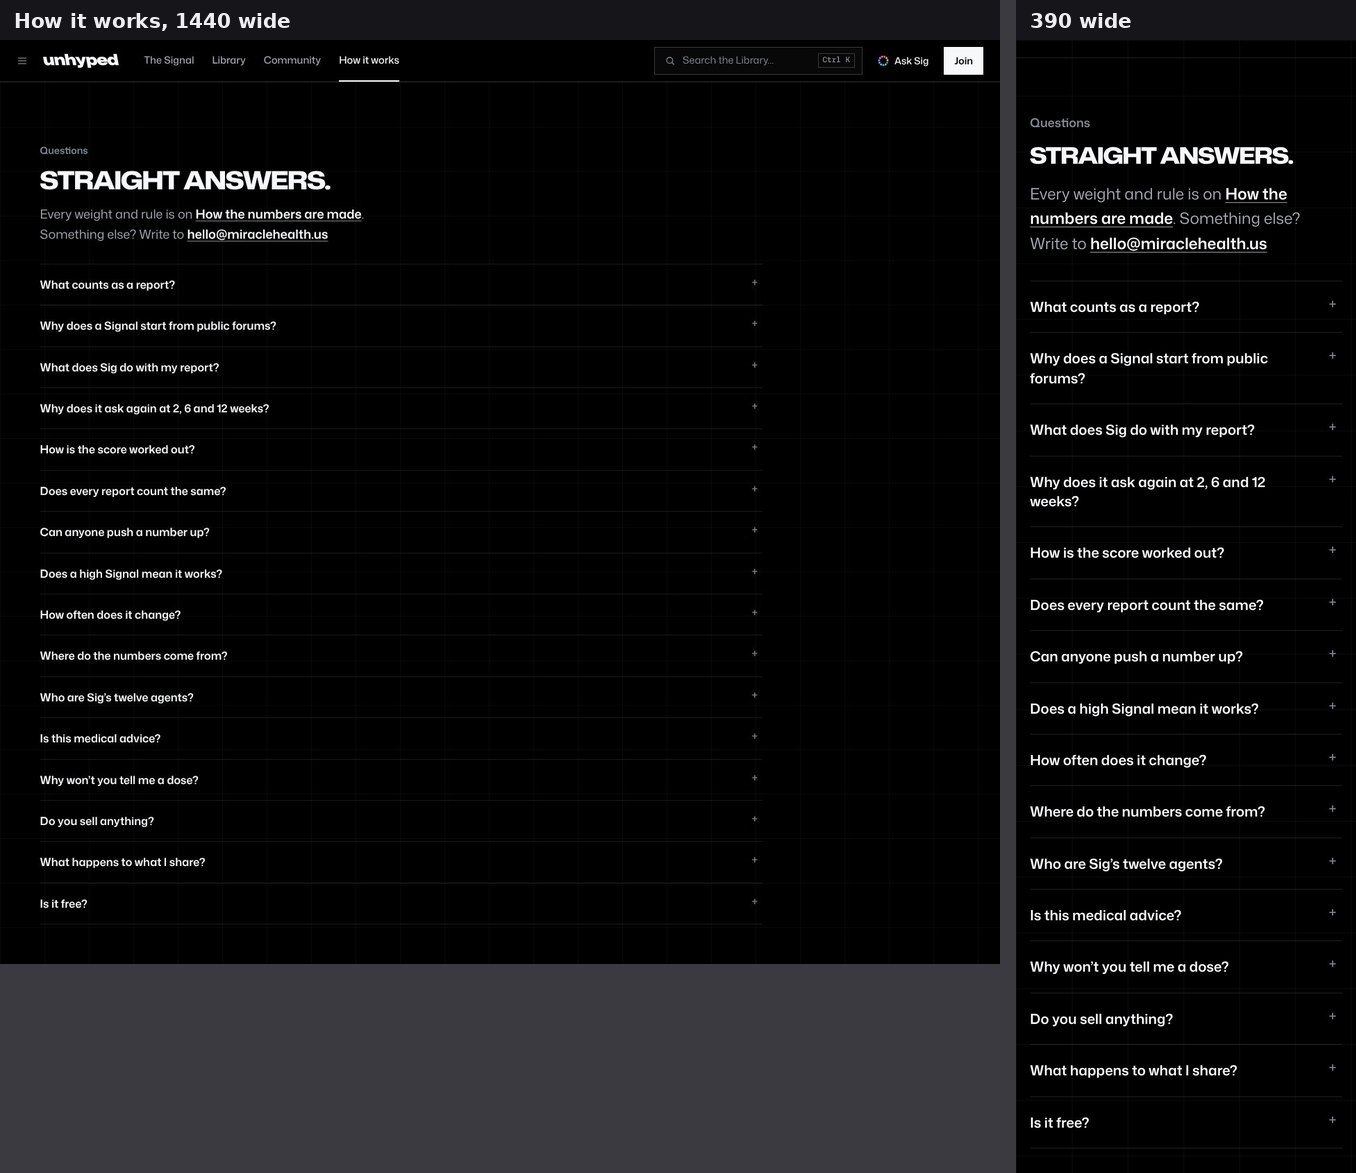 How it works, 1440 wide
unhyped The Signal Library Community How it works Search the Library... Ctrl K Ask Sig Join
Questions
STRAIGHT ANSWERS.
Every weight and rule is on How the numbers are made.
Something else? Write to hello@miraclehealth.us
What counts as a report? +
Why does a Signal start from public forums? +
What does Sig do with my report? +
Why does it ask again at 2, 6 and 12 weeks? +
How is the score worked out? +
Does every report count the same? +
Can anyone push a number up? +
Does a high Signal mean it works? +
How often does it change? +
Where do the numbers come from? +
Who are Sig’s twelve agents? +
Is this medical advice? +
Why won’t you tell me a dose? +
Do you sell anything? +
What happens to what I share? +
Is it free? +
390 wide
Questions
STRAIGHT ANSWERS.
Every weight and rule is on How the
numbers are made. Something else?
Write to hello@miraclehealth.us
What counts as a report? +
Why does a Signal start from public +
forums?
What does Sig do with my report? +
Why does it ask again at 2, 6 and 12 +
weeks?
How is the score worked out? +
Does every report count the same? +
Can anyone push a number up? +
Does a high Signal mean it works? +
How often does it change? +
Where do the numbers come from? +
Who are Sig’s twelve agents? +
Is this medical advice? +
Why won’t you tell me a dose? +
Do you sell anything? +
What happens to what I share? +
Is it free? +